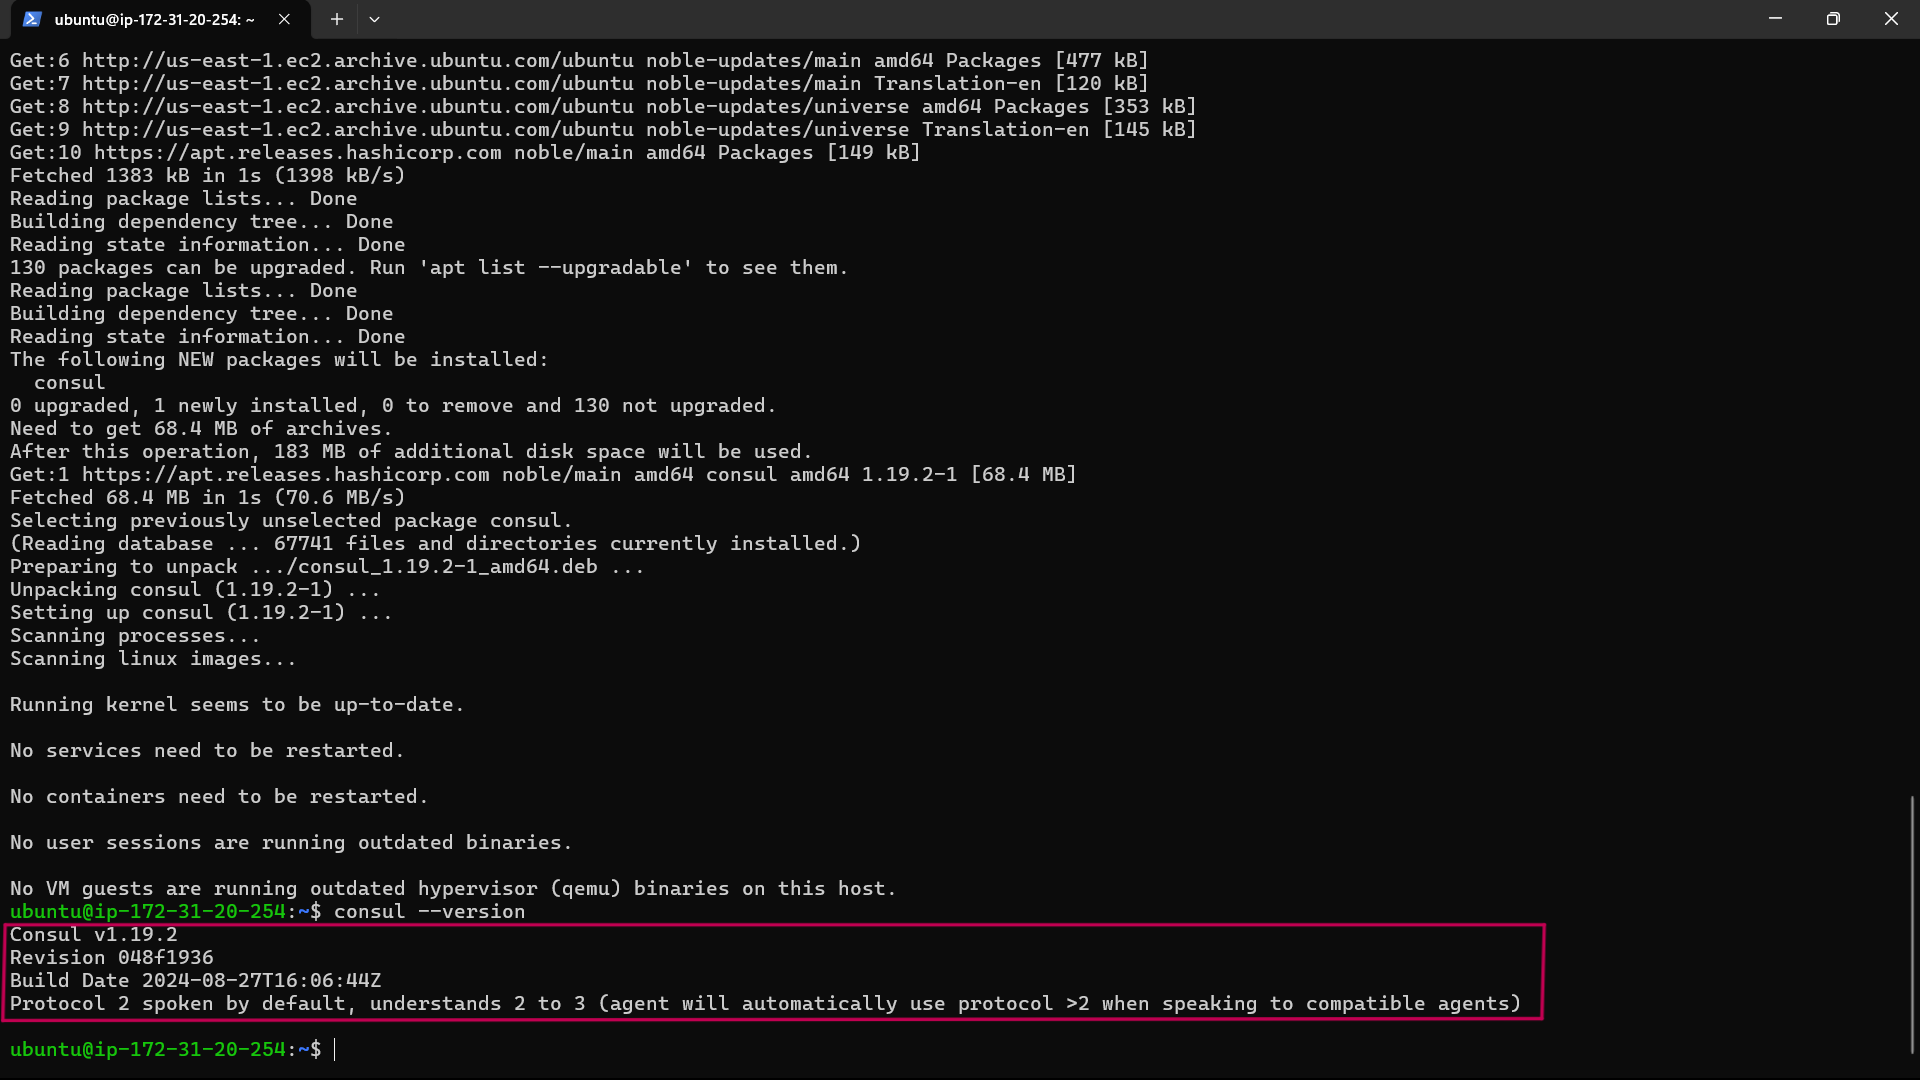 ubuntu@ip-172-31-20-254: ~
Get:6 http://us-east-1.ec2.archive.ubuntu.com/ubuntu noble-updates/main amd64 Packages [477 kB]
Get:7 http://us-east-1.ec2.archive.ubuntu.com/ubuntu noble-updates/main Translation-en [120 kB]
Get:8 http://us-east-1.ec2.archive.ubuntu.com/ubuntu noble-updates/universe amd64 Packages [353 kB]
Get:9 http://us-east-1.ec2.archive.ubuntu.com/ubuntu noble-updates/universe Translation-en [145 kB]
Get:10 https://apt.releases.hashicorp.com noble/main amd64 Packages [149 kB]
Fetched 1383 kB in 1s (1398 kB/s)
Reading package lists... Done
Building dependency tree... Done
Reading state information... Done
130 packages can be upgraded. Run 'apt list --upgradable' to see them.
Reading package lists... Done
Building dependency tree... Done
Reading state information... Done
The following NEW packages will be installed:
  consul
0 upgraded, 1 newly installed, 0 to remove and 130 not upgraded.
Need to get 68.4 MB of archives.
After this operation, 183 MB of additional disk space will be used.
Get:1 https://apt.releases.hashicorp.com noble/main amd64 consul amd64 1.19.2-1 [68.4 MB]
Fetched 68.4 MB in 1s (70.6 MB/s)
Selecting previously unselected package consul.
(Reading database ... 67741 files and directories currently installed.)
Preparing to unpack .../consul_1.19.2-1_amd64.deb ...
Unpacking consul (1.19.2-1) ...
Setting up consul (1.19.2-1) ...
Scanning processes...
Scanning linux images...

Running kernel seems to be up-to-date.

No services need to be restarted.

No containers need to be restarted.

No user sessions are running outdated binaries.

No VM guests are running outdated hypervisor (qemu) binaries on this host.
ubuntu@ip-172-31-20-254:~$ consul --version
Consul v1.19.2
Revision 048f1936
Build Date 2024-08-27T16:06:44Z
Protocol 2 spoken by default, understands 2 to 3 (agent will automatically use protocol >2 when speaking to compatible agents)

ubuntu@ip-172-31-20-254:~$